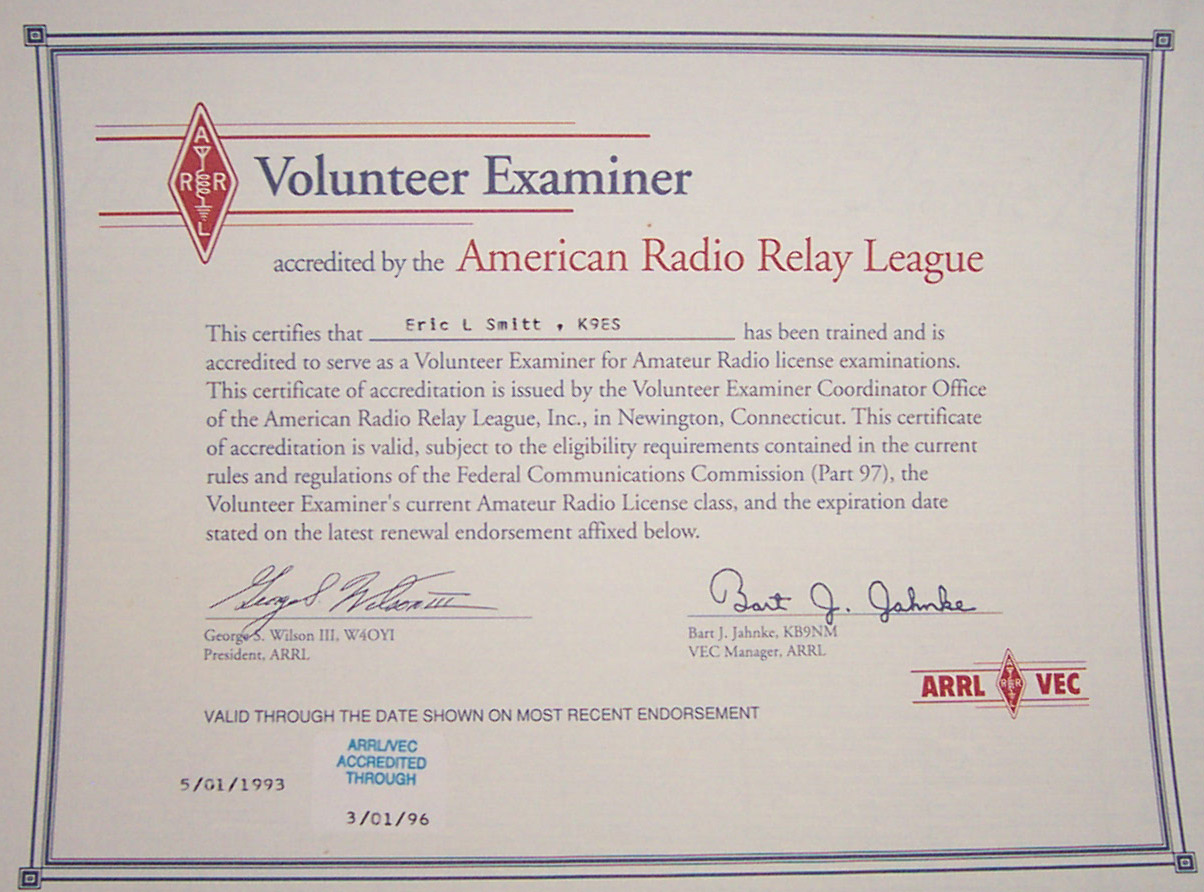 A
R R
L
Volunteer Examiner
accredited by the American Radio Relay League
This certifies that Eric L Smitt , K9ES has been trained and is
accredited to serve as a Volunteer Examiner for Amateur Radio license examinations.
This certificate of accreditation is issued by the Volunteer Examiner Coordinator Office
of the American Radio Relay League, Inc., in Newington, Connecticut. This certificate
of accreditation is valid, subject to the eligibility requirements contained in the current
rules and regulations of the Federal Communications Commission (Part 97), the
Volunteer Examiner's current Amateur Radio License class, and the expiration date
stated on the latest renewal endorsement affixed below.
George S. Wilson III Bart J. Jahnke
George S. Wilson III, W4OYI Bart J. Jahnke, KB9NM
President, ARRL VEC Manager, ARRL
ARRL A R R L VEC
VALID THROUGH THE DATE SHOWN ON MOST RECENT ENDORSEMENT
ARRL/VEC
ACCREDITED
THROUGH
5/01/1993
3/01/96